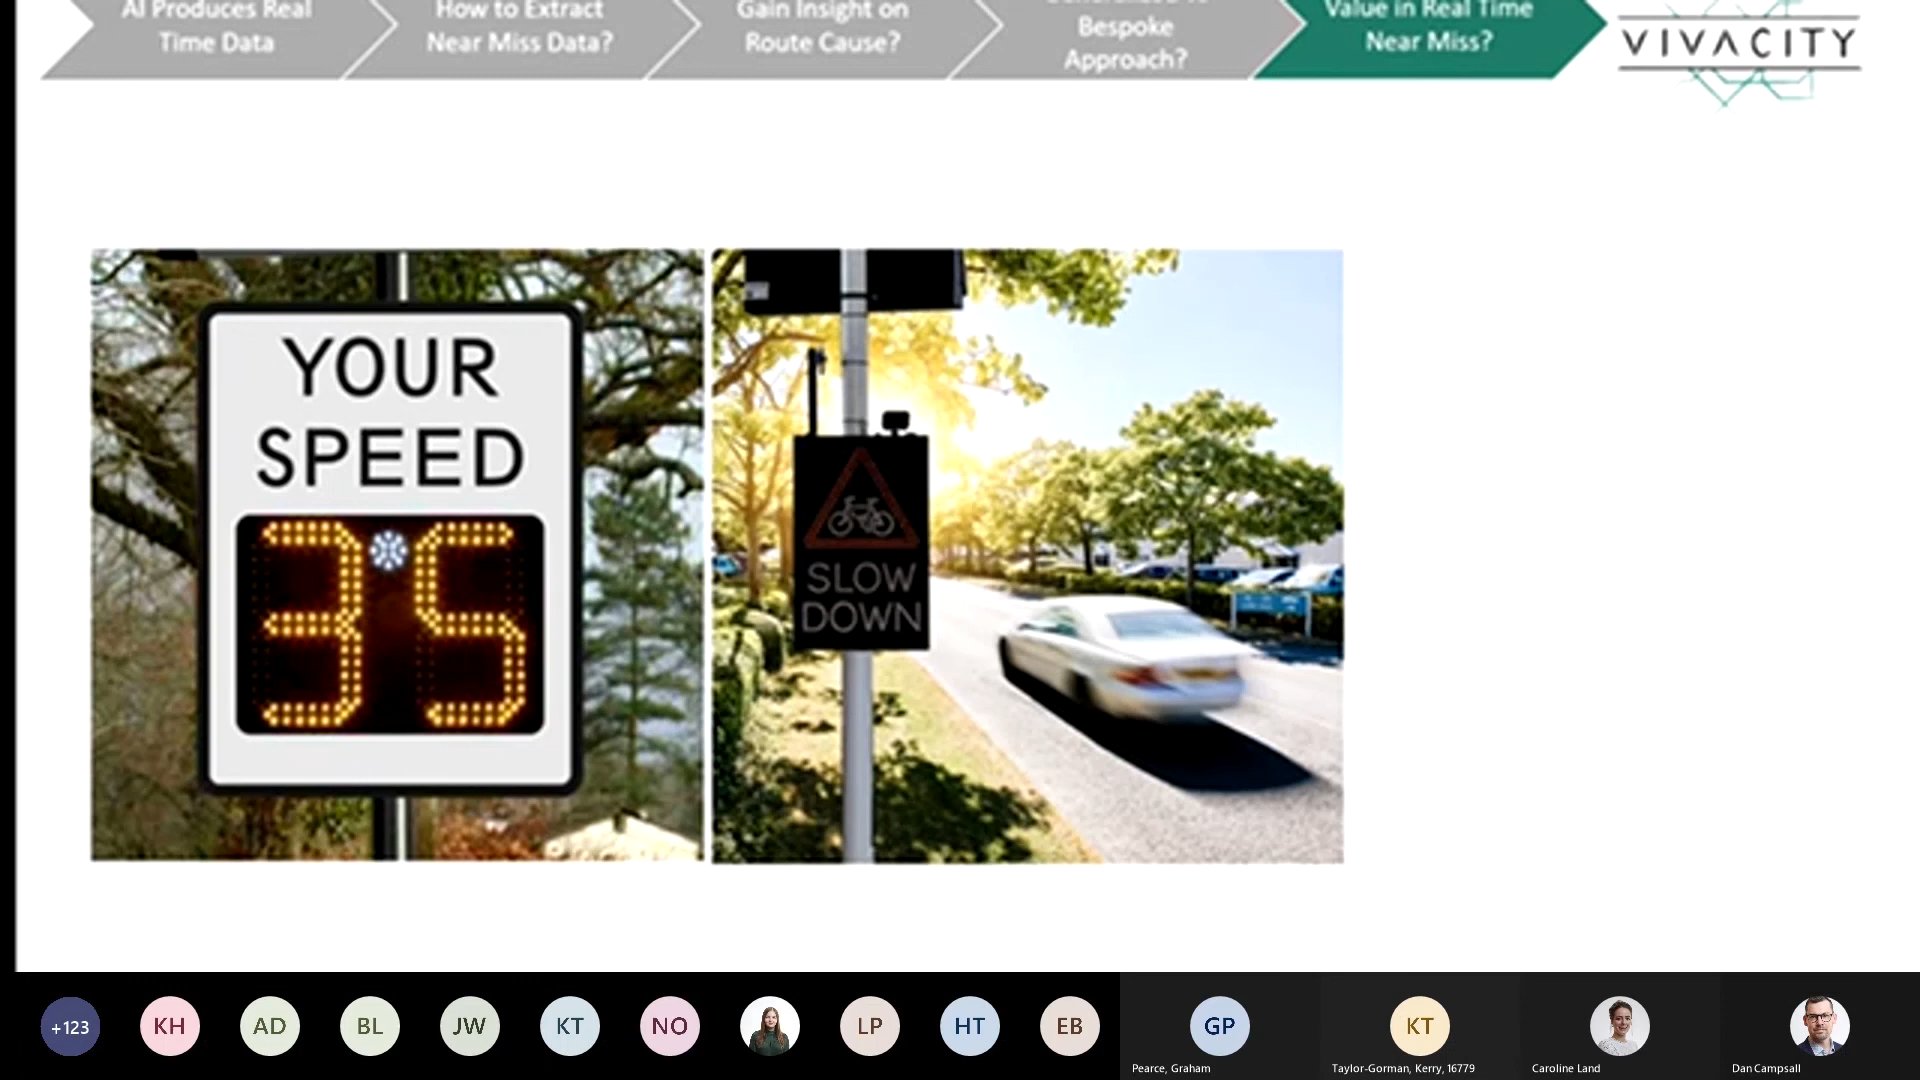 AI Produces Real
Time Data
How to Extract
Near Miss Data?
Gain Insight on
Route Cause?
Bespoke
Approach?
Value in Real Time
Near Miss?
VIVACITY
YOUR
SPEED
35
SLOW
DOWN
+123
KH
AD
BL
JW
KT
NO
LP
HT
EB
GP
KT
Pearce, Graham
Taylor-Gorman, Kerry, 16779
Caroline Land
Dan Campsall